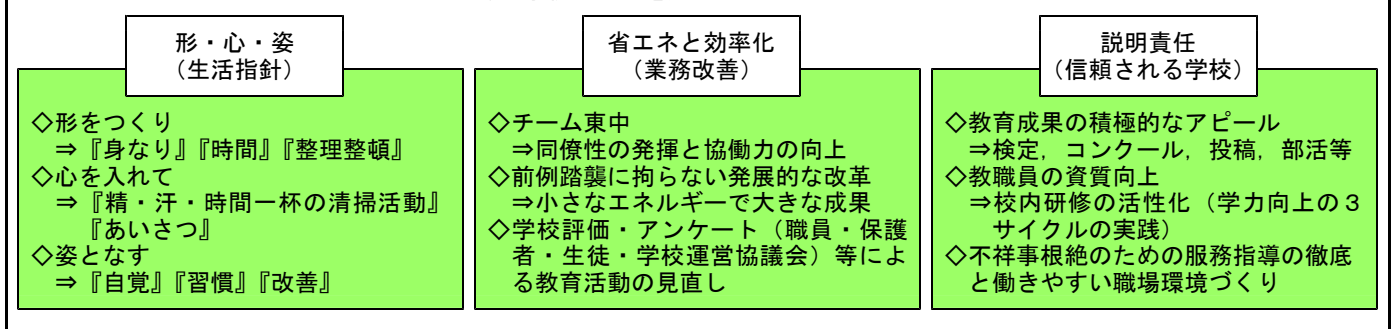 形・心・姿
(生活指針)
◇形をつくり
⇒『身なり』『時間』『整理整頓』
◇心を入れて
⇒『精・汗・時間一杯の清掃活動』
『あいさつ』
◇姿となす
⇒『自覚』『習慣』『改善』
省エネと効率化
(業務改善)
◇チーム東中
⇒同僚性の発揮と協働力の向上
◇前例踏襲に拘らない発展的な改革
⇒小さなエネルギーで大きな成果
◇学校評価・アンケート(職員・保護
者・生徒・学校運営協議会)等によ
る教育活動の見直し
説明責任
(信頼される学校)
◇教育成果の積極的なアピール
⇒検定,コンクール,投稿,部活等
◇教職員の資質向上
⇒校内研修の活性化(学力向上の3
サイクルの実践)
◇不祥事根絶のための服務指導の徹底
と働きやすい職場環境づくり